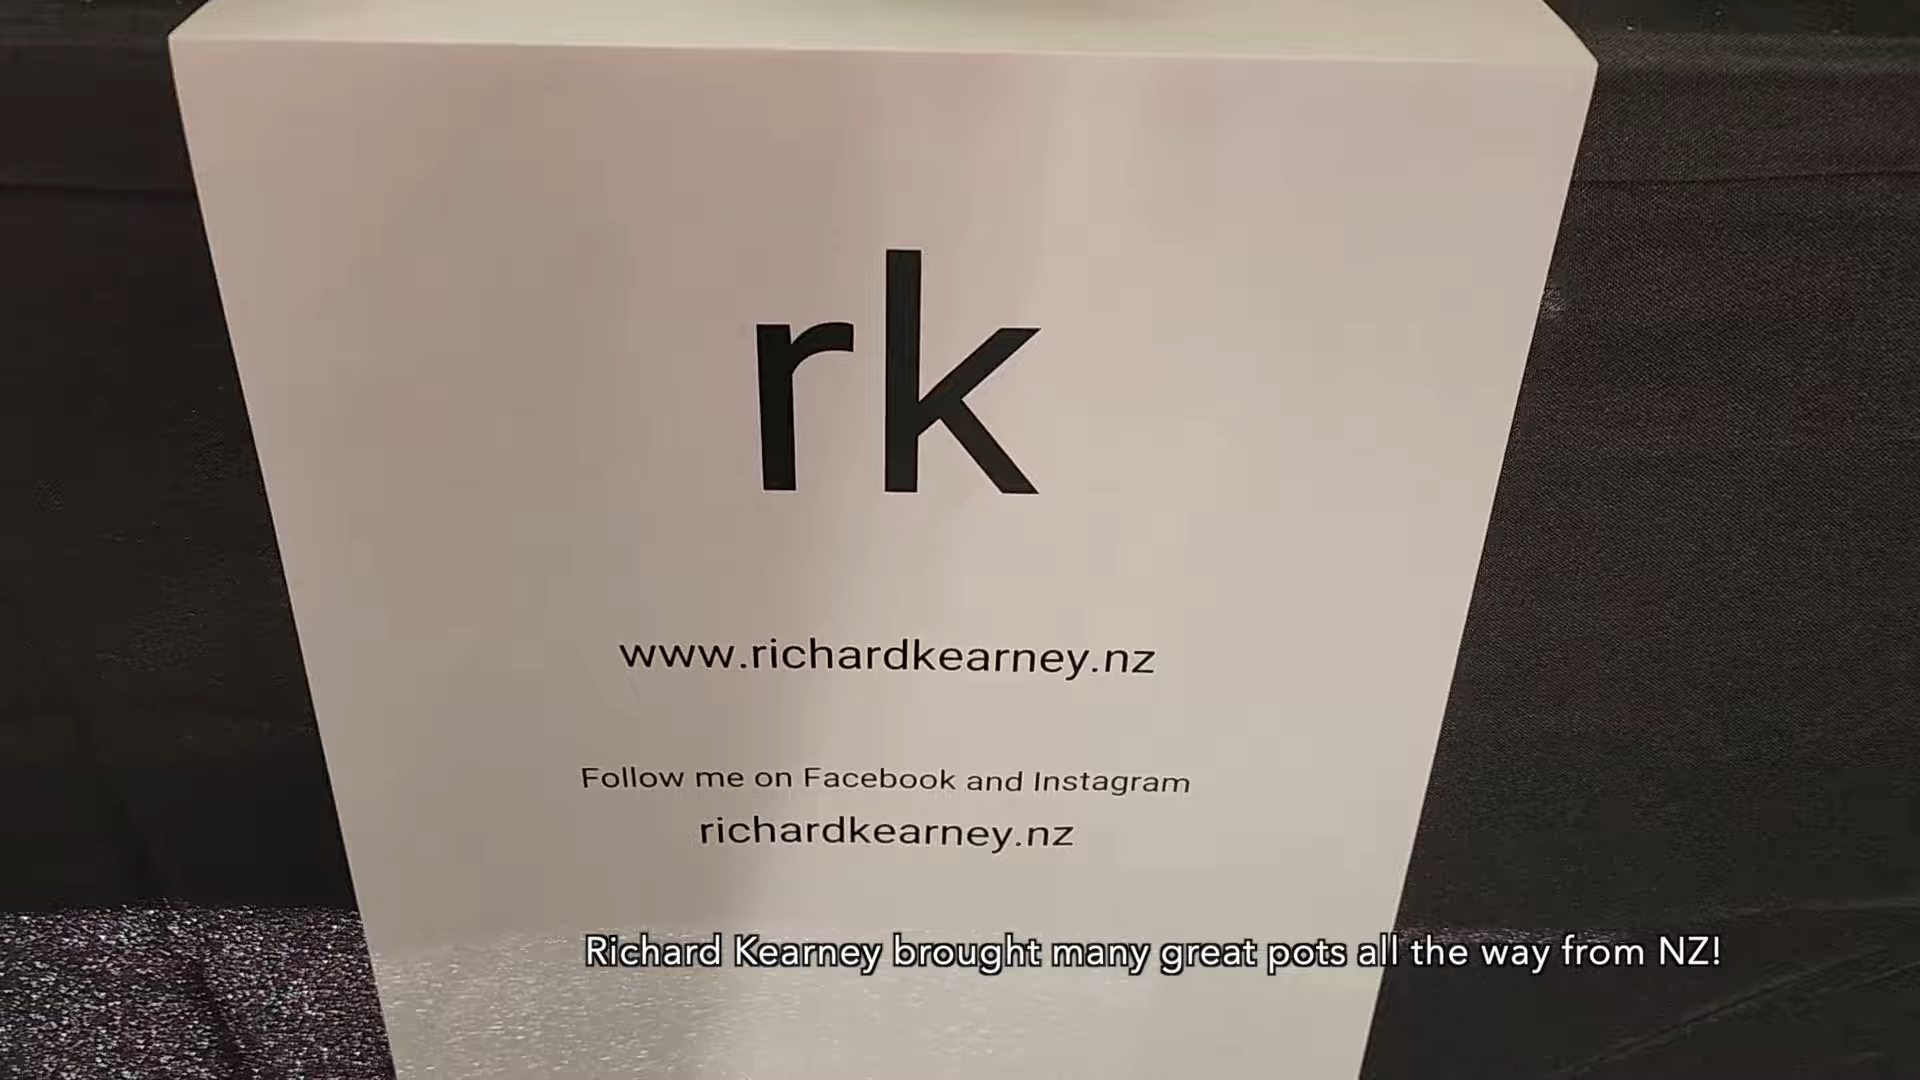 rk
www.richardkearney.nz
Follow me on Facebook and Instagram
richardkearney.nz
Richard Kearney brought many great pots all the way from NZ!